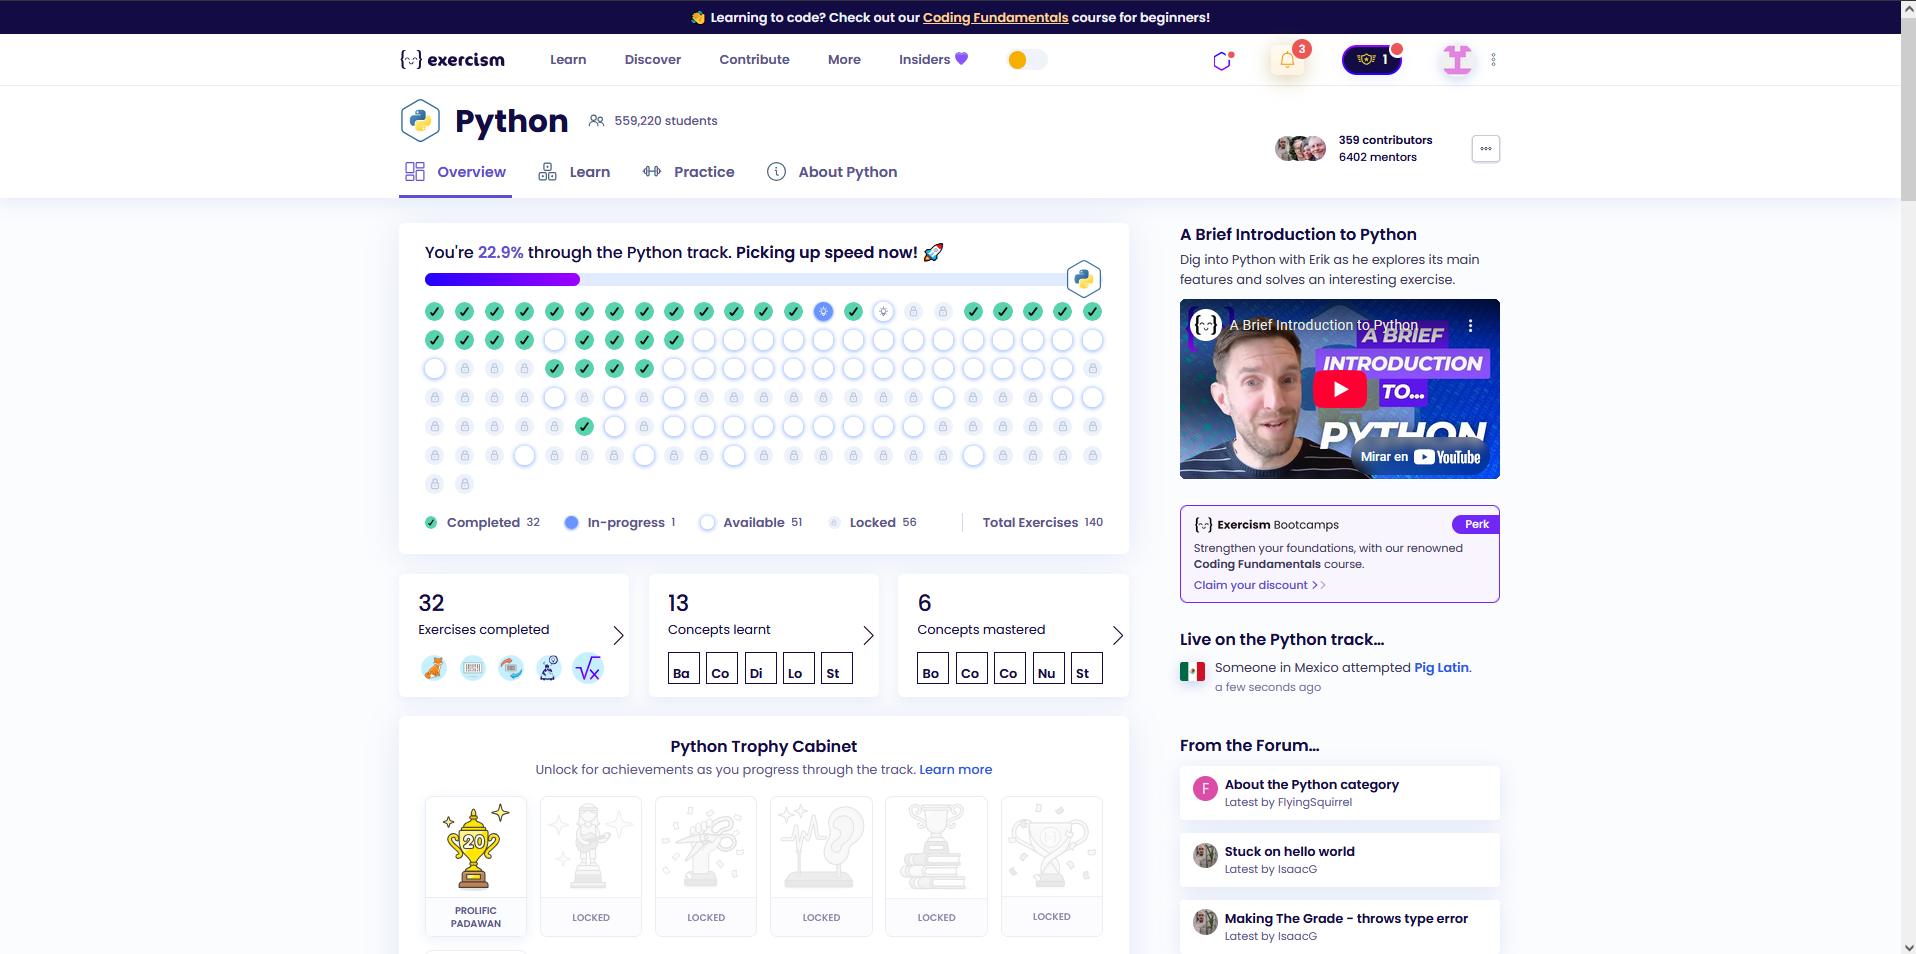 Learning to code? Check out our Coding Fundamentals course for beginners!
exercism
Learn
Discover
Contribute
More
Insiders
3
1
Python
559,220 students
359 contributors
6402 mentors
Overview
Learn
Practice
About Python
You're 22.9% through the Python track. Picking up speed now!
Completed 32
In-progress 1
Available 51
Locked 56
Total Exercises 140
32
Exercises completed
13
Concepts learnt
Ba
Co
Di
Lo
St
6
Concepts mastered
Bo
Co
Co
Nu
St
Python Trophy Cabinet
Unlock for achievements as you progress through the track. Learn more
20
PROLIFIC
PADAWAN
LOCKED
LOCKED
LOCKED
LOCKED
LOCKED
A Brief Introduction to Python
Dig into Python with Erik as he explores its main
features and solves an interesting exercise.
A Brief Introduction to Python
A BRIEF
INTRODUCTION
TO...
PYTHON
Mirar en YouTube
Exercism Bootcamps
Perk
Strengthen your foundations, with our renowned
Coding Fundamentals course.
Claim your discount
Live on the Python track...
Someone in Mexico attempted Pig Latin.
a few seconds ago
From the Forum...
F
About the Python category
Latest by FlyingSquirrel
Stuck on hello world
Latest by IsaacG
Making The Grade - throws type error
Latest by IsaacG